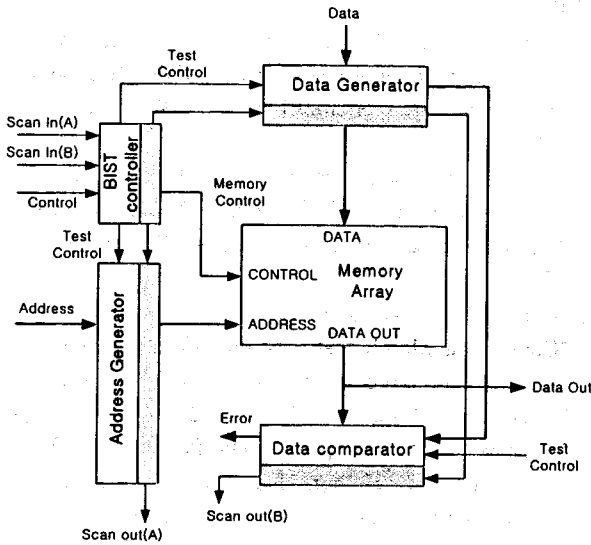 Data
Test
Control
Data Generator
Scan In(A)
Scan In(B)
BIST
controller
Control
Memory
Control
Test
Control
DATA
CONTROL
Memory
Array
Address
ADDRESS
DATA OUT
Address Generator
Data Out
Error
Data comparator
Test
Control
Scan out(B)
Scan out(A)